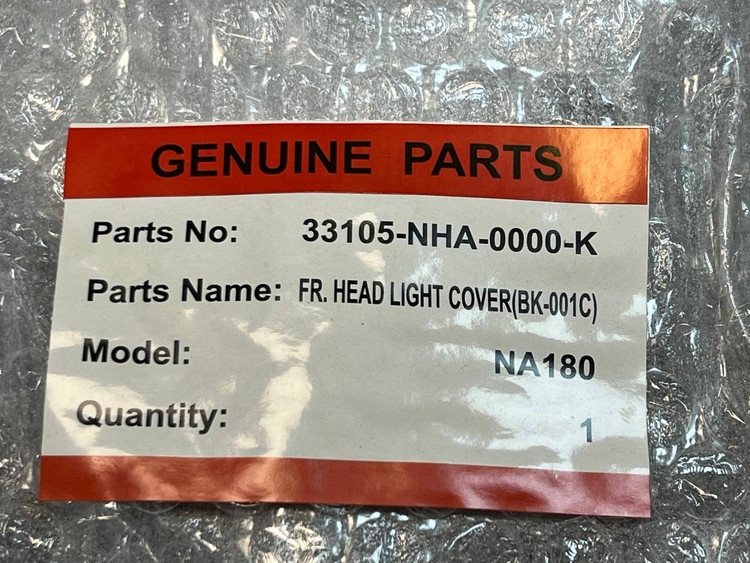 GENUINE PARTS
Parts No: 33105-NHA-0000-K
Parts Name: FR. HEAD LIGHT COVER(BK-001C)
Model: NA180
Quantity: 1